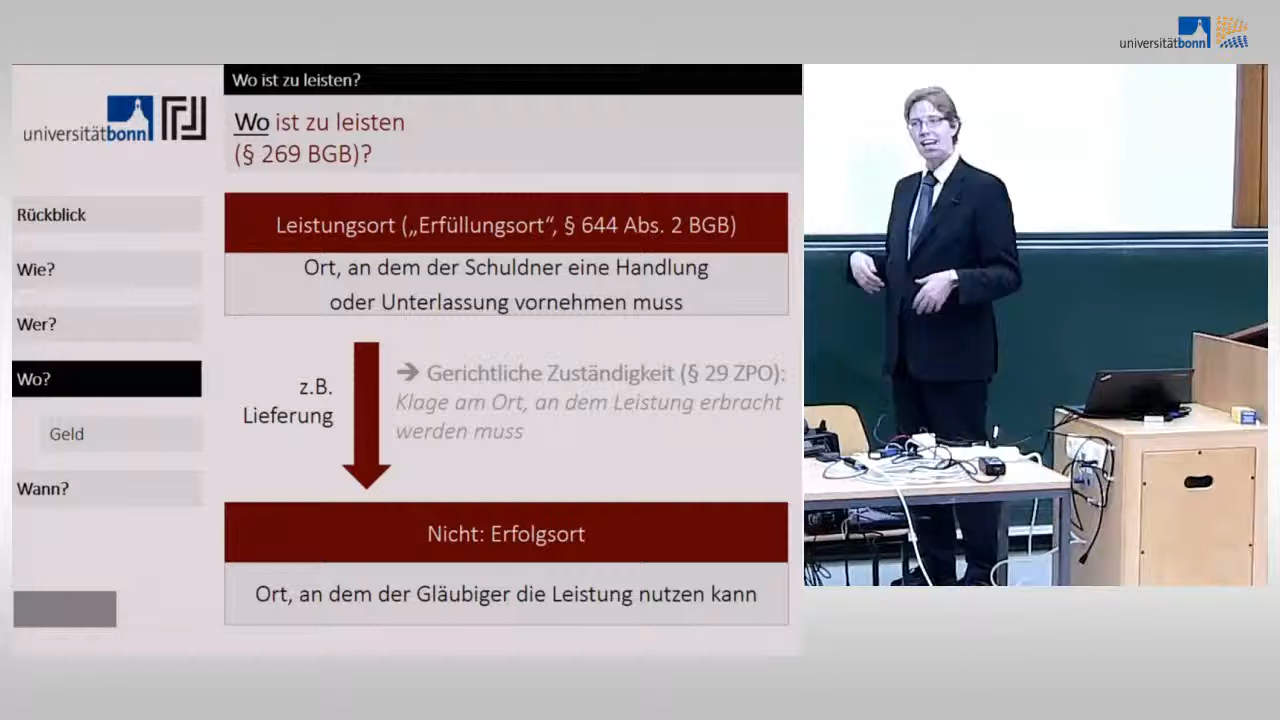 universitätbonn
Wo ist zu leisten?
universitätbonn
Wo ist zu leisten
(§ 269 BGB)?
Rückblick
Wie?
Wer?
Wo?
Geld
Wann?
Leistungsort („Erfüllungsort“, § 644 Abs. 2 BGB)
Ort, an dem der Schuldner eine Handlung
oder Unterlassung vornehmen muss
z.B.
Lieferung
➔ Gerichtliche Zuständigkeit (§ 29 ZPO):
Klage am Ort, an dem Leistung erbracht
werden muss
Nicht: Erfolgsort
Ort, an dem der Gläubiger die Leistung nutzen kann